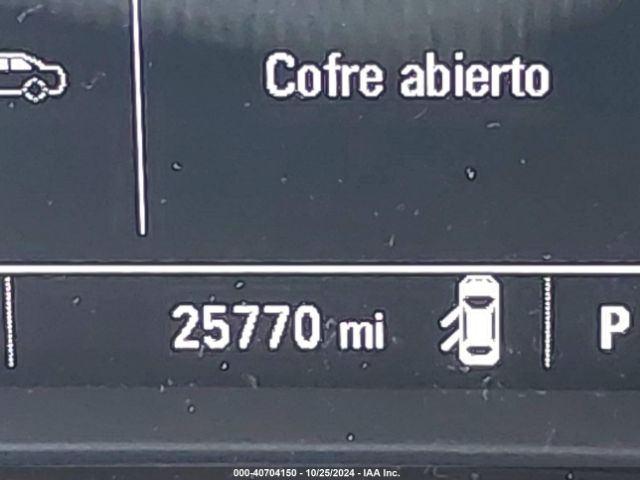 Cofre abierto
25770 mi
P
000-40704150 - 10/25/2024 - IAA Inc.